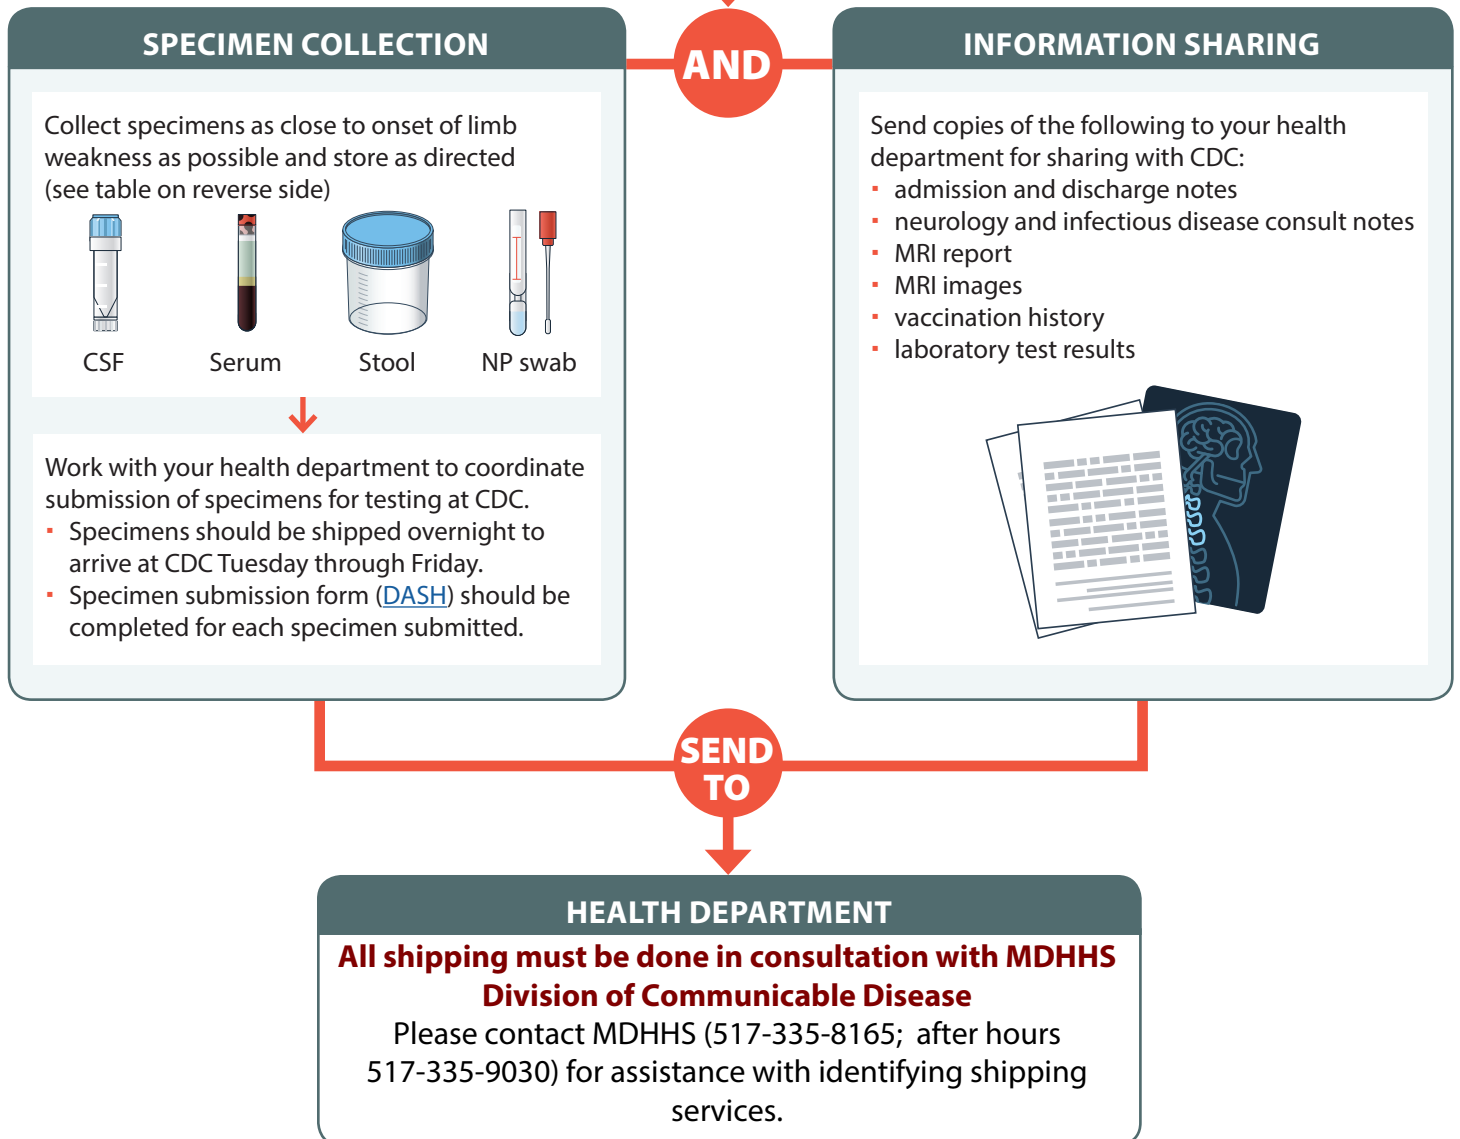 SPECIMEN COLLECTION
Collect specimens as close to onset of limb
weakness as possible and store as directed
(see table on reverse side)
CSF
Serum
Stool
NP swab
Work with your health department to coordinate
submission of specimens for testing at CDC.
▪ Specimens should be shipped overnight to
arrive at CDC Tuesday through Friday.
▪ Specimen submission form (DASH) should be
completed for each specimen submitted.
AND
INFORMATION SHARING
Send copies of the following to your health
department for sharing with CDC:
▪ admission and discharge notes
▪ neurology and infectious disease consult notes
▪ MRI report
▪ MRI images
▪ vaccination history
▪ laboratory test results
SEND
TO
HEALTH DEPARTMENT
All shipping must be done in consultation with MDHHS
Division of Communicable Disease
Please contact MDHHS (517-335-8165; after hours
517-335-9030) for assistance with identifying shipping
services.